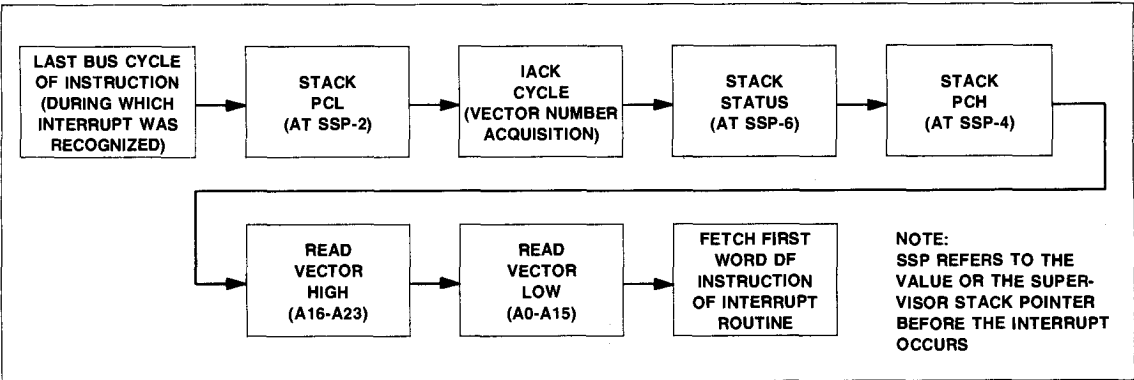 LAST BUS CYCLE
OF INSTRUCTION
(DURING WHICH
INTERRUPT WAS
RECOGNIZED)
STACK
PCL
(AT SSP-2)
IACK
CYCLE
(VECTOR NUMBER
ACQUISITION)
STACK
STATUS
(AT SSP-6)
STACK
PCH
(AT SSP-4)
READ
VECTOR
HIGH
(A16-A23)
READ
VECTOR
LOW
(A0-A15)
FETCH FIRST
WORD DF
INSTRUCTION
OF INTERRUPT
ROUTINE
NOTE:
SSP REFERS TO THE
VALUE OR THE SUPER-
VISOR STACK POINTER
BEFORE THE INTERRUPT
OCCURS